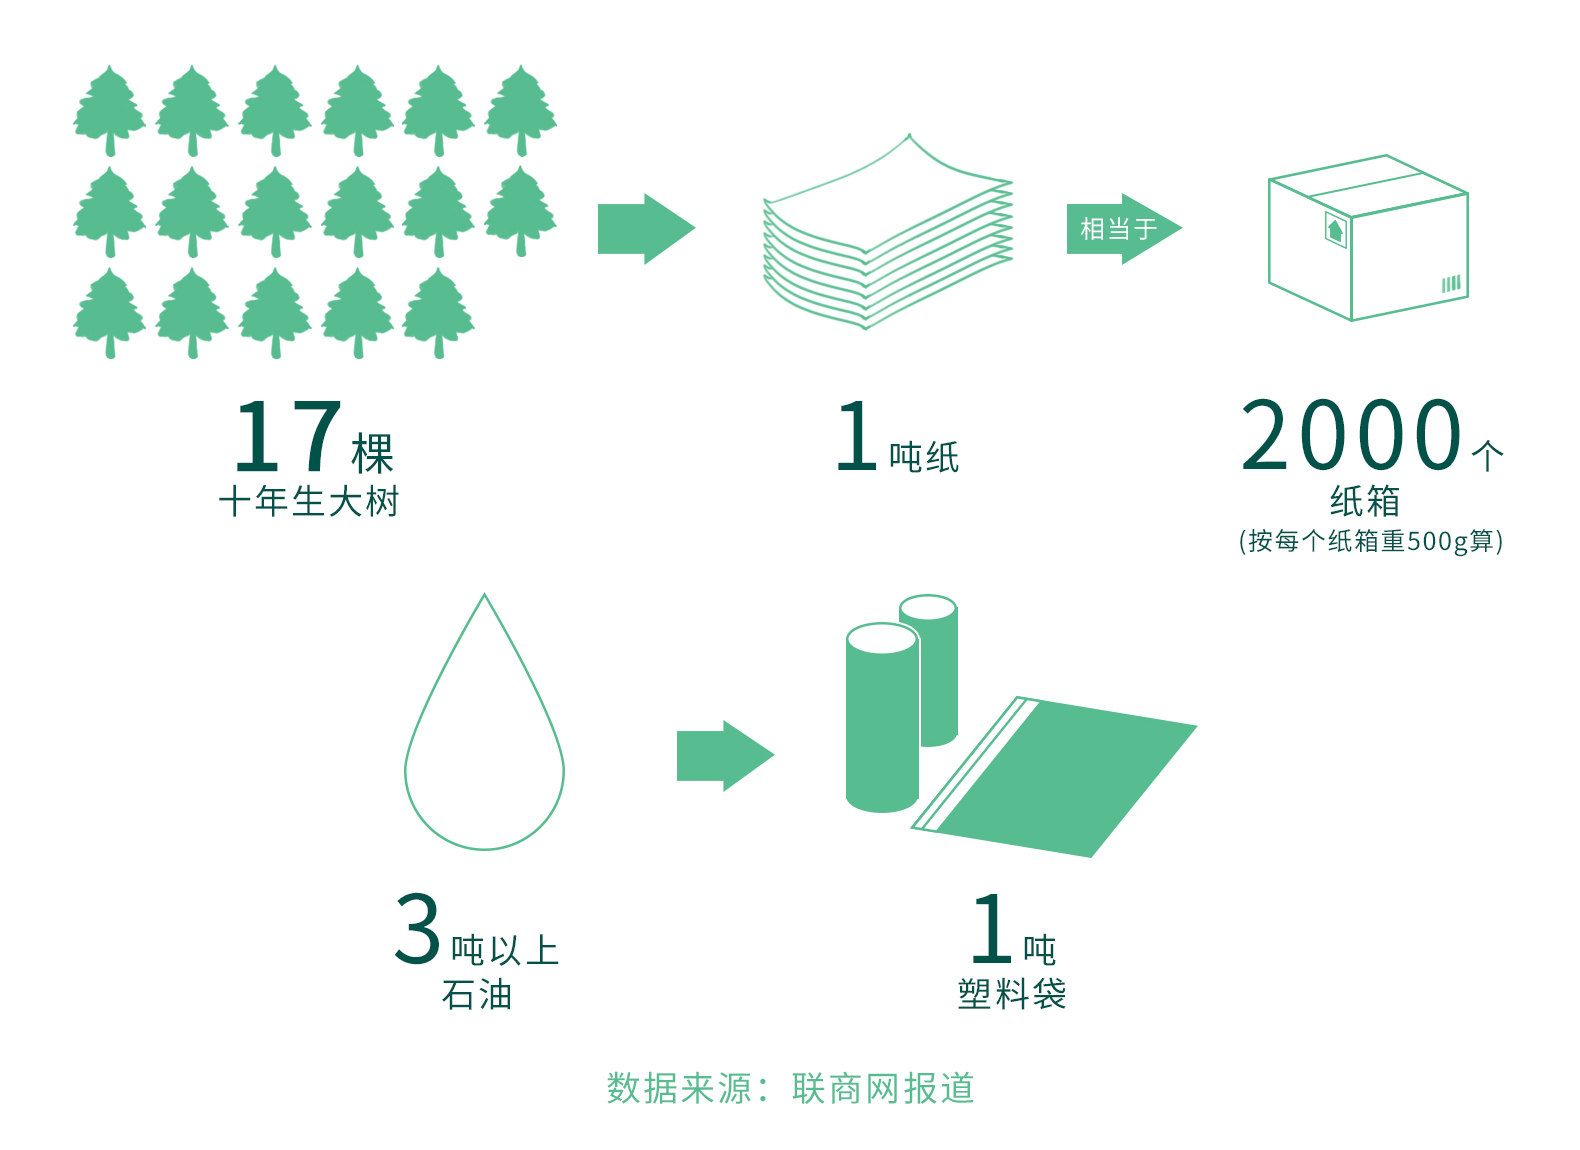 相当于
17棵
十年生大树
1吨纸
2000个
纸箱
(按每个纸箱重500g算)
3吨以上
石油
1吨
塑料袋
数据来源：联商网报道